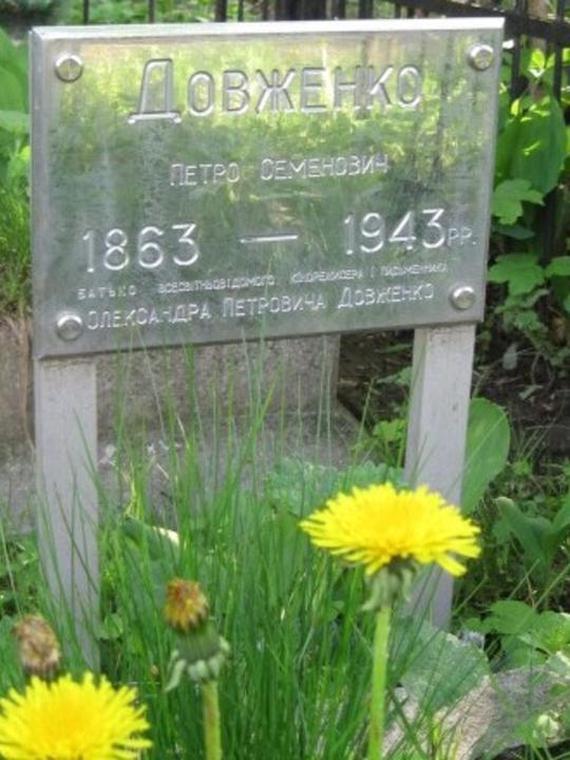 Довженко
Петро Семенович
1863 — 1943 рр.
батько всесвітньовідомого кінорежисера і письменника
Олександра Петровича Довженко